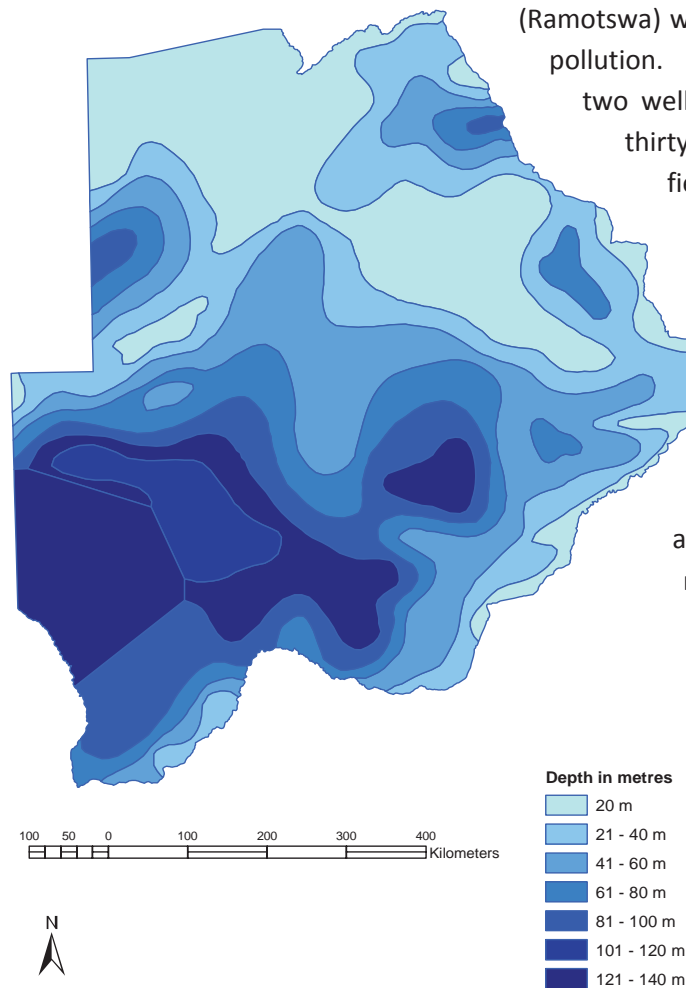 (Ramotswa) w
pollution.
two well
thirty
fie
a
Depth in metres
20 m
21 - 40 m
41 - 60 m
61 - 80 m
81 - 100 m
101 - 120 m
121 - 140 m
100 50 0 100 200 300 400
Kilometers
N